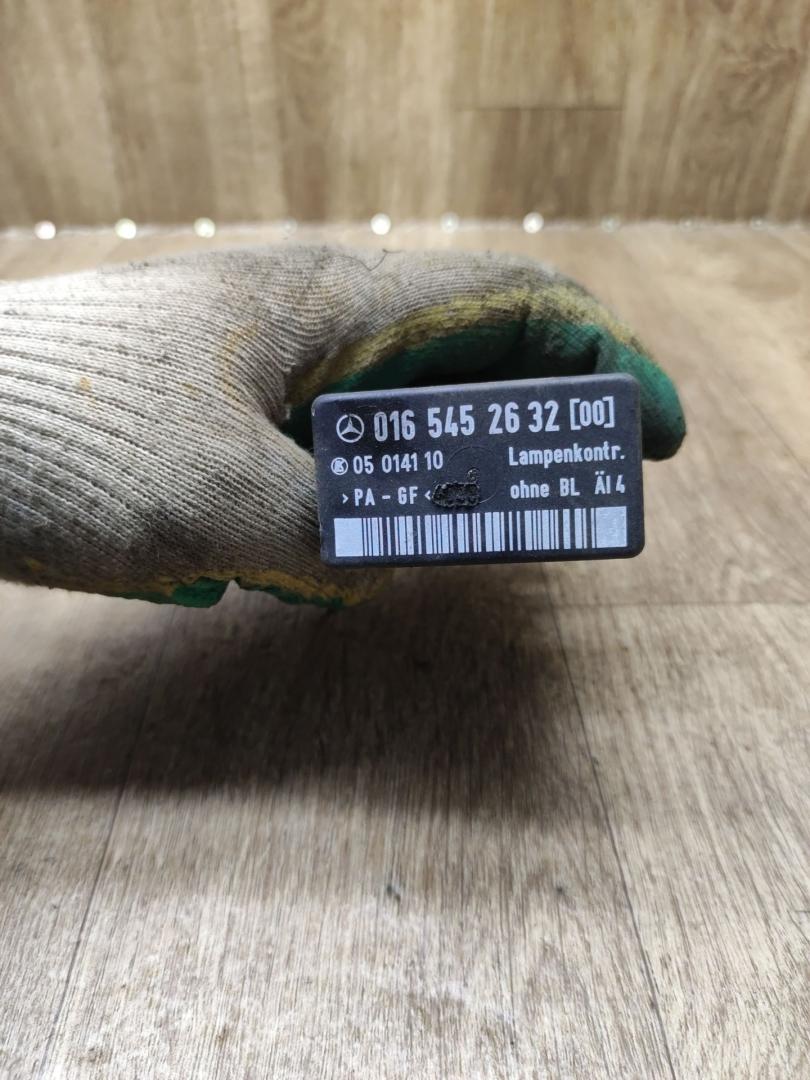 016 545 26 32 [00]
05 0141 10 Lampenkontr.
>PA - GF< ohne BL ÄI 4